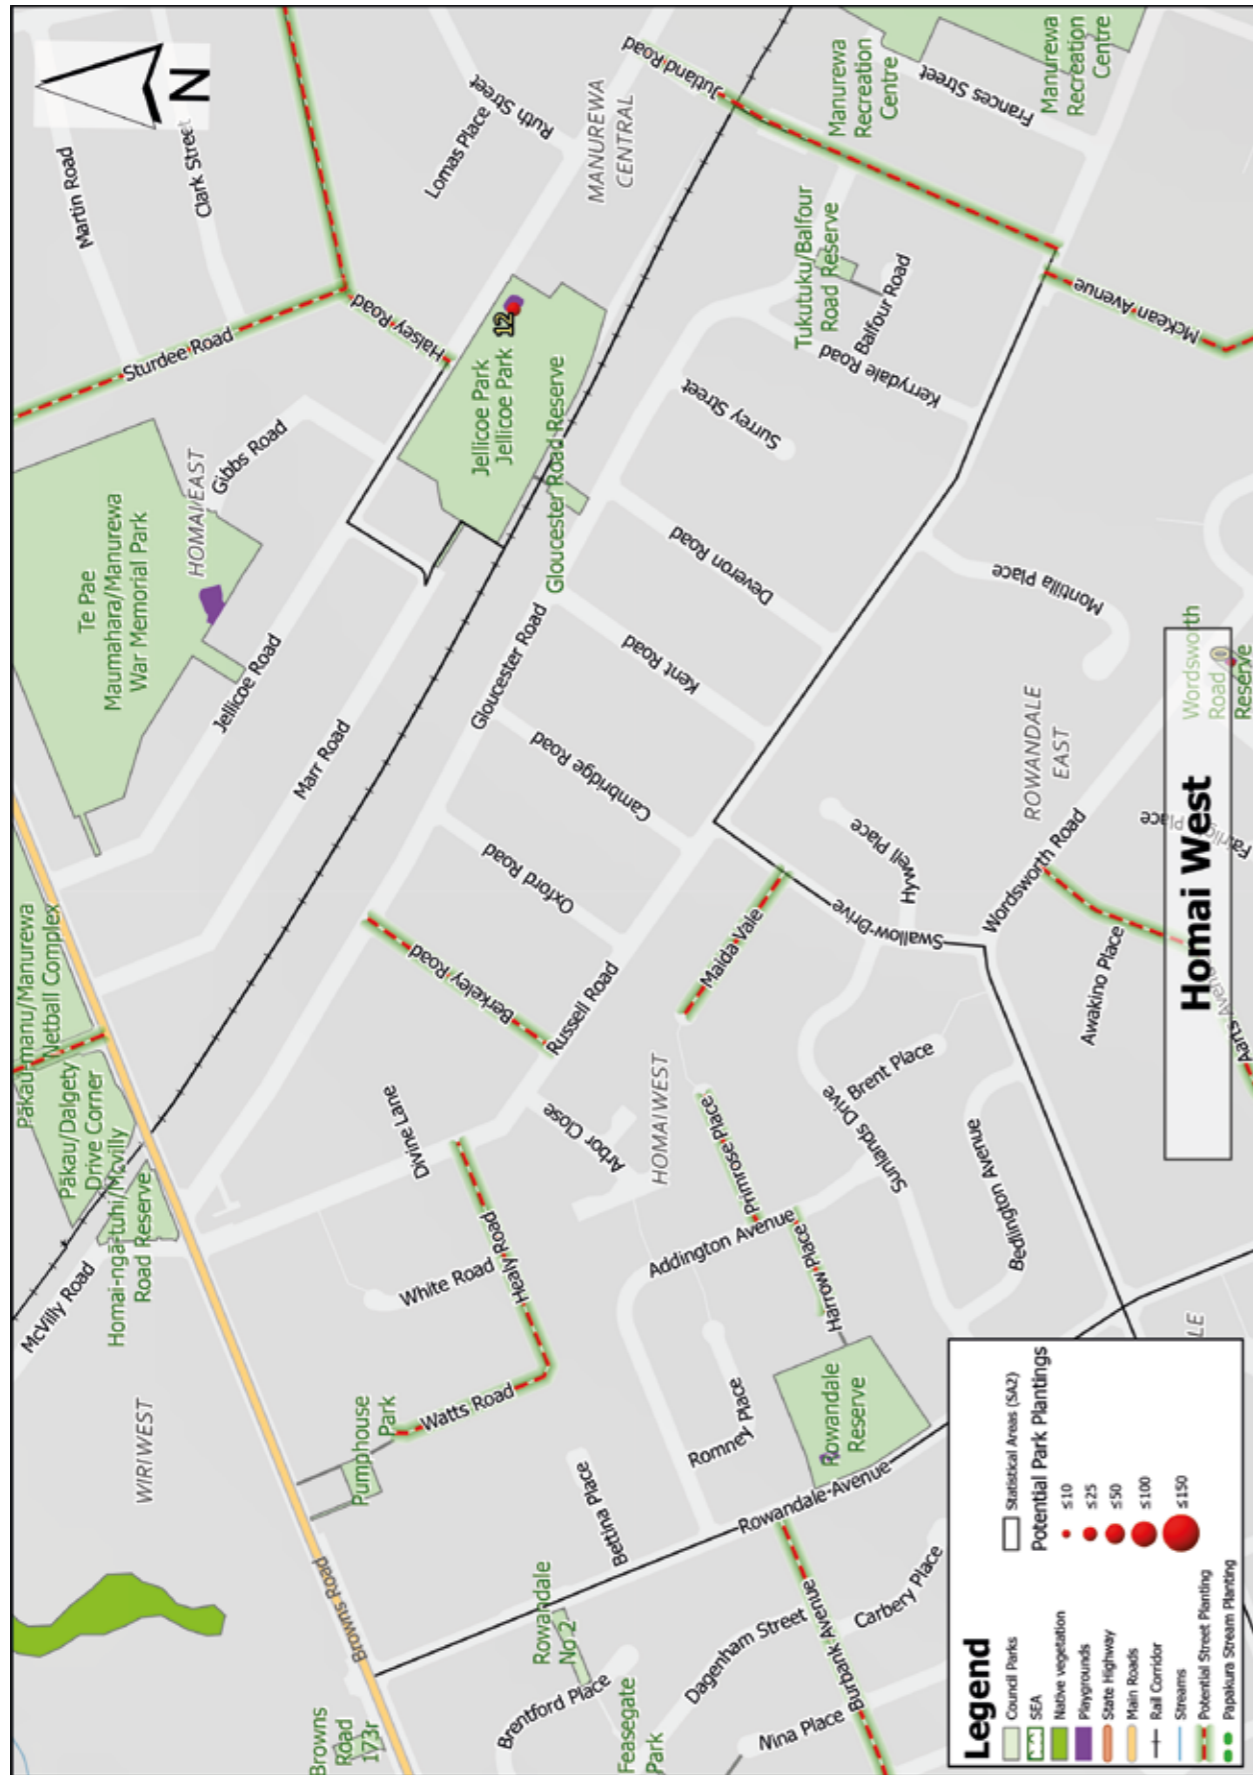 Homai West
N
Martin Road
Clark Street
Sturdee Road
Halsey Road
Lomas Place
Ruth Street
MANUREWA
CENTRAL
Jutland Road
Manurewa
Recreation
Centre
Frances Street
Manurewa
Recreation
Centre
Te Pae
Maumahara/Manurewa
War Memorial Park
HOMAI EAST
Gibbs Road
Jellicoe Park
Jellicoe Park
12
Gloucester Road Reserve
Tukutuku/Balfour
Road Reserve
Balfour Road
Kerrydale Road
McKean Avenue
Surrey Street
Deveron Road
Kent Road
Cambridge Road
Oxford Road
Berkeley Road
Gloucester Road
Marr Road
Jellicoe Road
Montilla Place
Wordsworth
Road
Reserve
ROWANDALE
EAST
Hywell Place
Wordsworth Road
Fairlight Place
Swallow Drive
Maida Vale
Russell Road
Awakino Place
Aarts Avenue
Pākau-manu/Manurewa
Netball Complex
Pākau/Dalgety
Drive Corner
Homai-ngā-tuhi/Mcvilly
Road Reserve
McVilly Road
Divine Lane
Arbor Close
HOMAI WEST
Primrose Place
Brent Place
Sunlands Drive
Bedlington Avenue
Healy Road
White Road
Addington Avenue
Harrow Place
Watts Road
Pumphouse
Park
WIRI WEST
Romney Place
Rowandale
Reserve
Bettina Place
Rowandale Avenue
Rowandale
No 2
Browns Road
Browns
Road
173r
Brentford Place
Feasegate
Park
Dagenham Street
Burbank Avenue
Carbery Place
Nina Place
LE
Legend
Council Parks
SEA
Native vegetation
Playgrounds
State Highway
Main Roads
Rail Corridor
Streams
Potential Street Planting
Papakura Stream Planting
Statistical Areas (SA2)
Potential Park Plantings
≤10
≤25
≤50
≤100
≤150